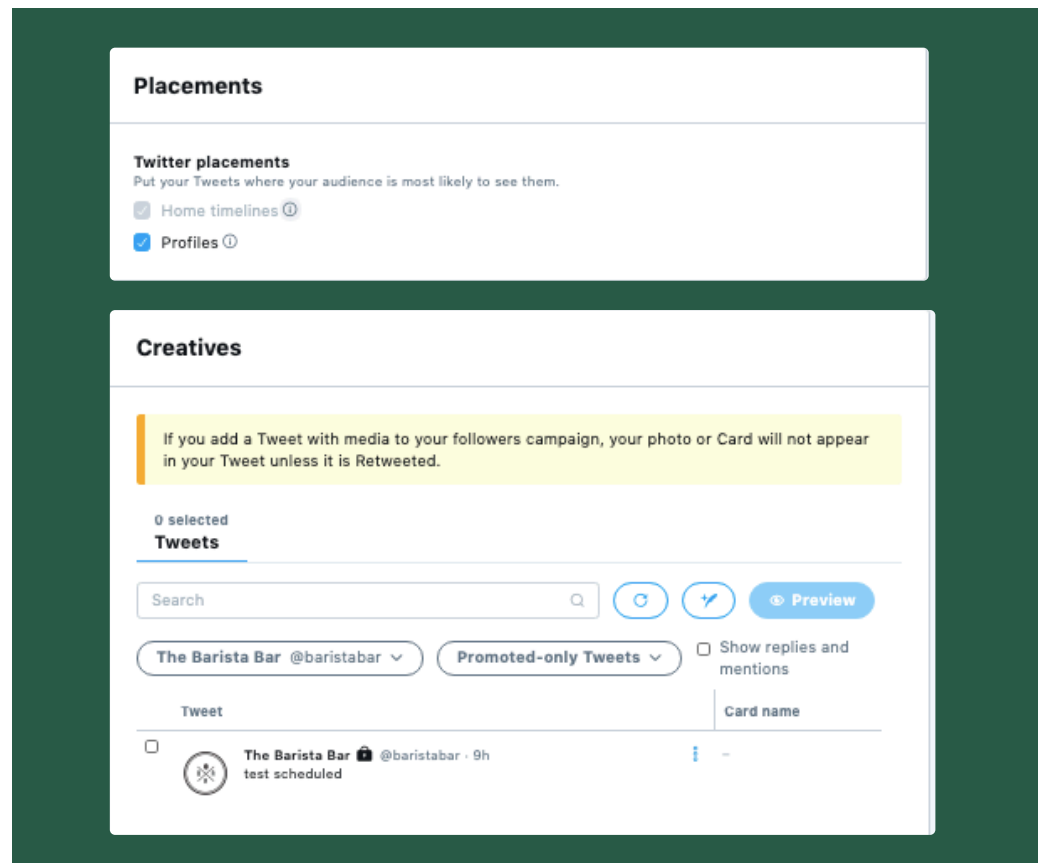 Placements
Twitter placements
Put your Tweets where your audience is most likely to see them.
Home timelines
Profiles
Creatives
If you add a Tweet with media to your followers campaign, your photo or Card will not appear
in your Tweet unless it is Retweeted.
0 selected
Tweets
Search
Preview
The Barista Bar @baristabar
Promoted-only Tweets
Show replies and
mentions
Tweet
Card name
The Barista Bar @baristabar · 9h
test scheduled
–